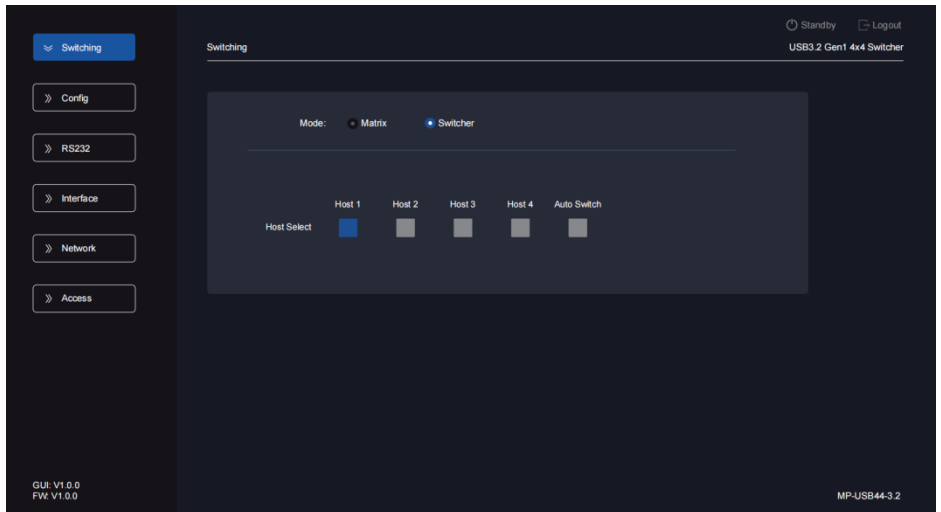 Standby Logout
Switching
Switching USB3.2 Gen1 4x4 Switcher
Config
Mode: Matrix Switcher
RS232
Interface
Host 1 Host 2 Host 3 Host 4 Auto Switch
Host Select
Network
Access
GUI: V1.0.0
FW: V1.0.0
MP-USB44-3.2